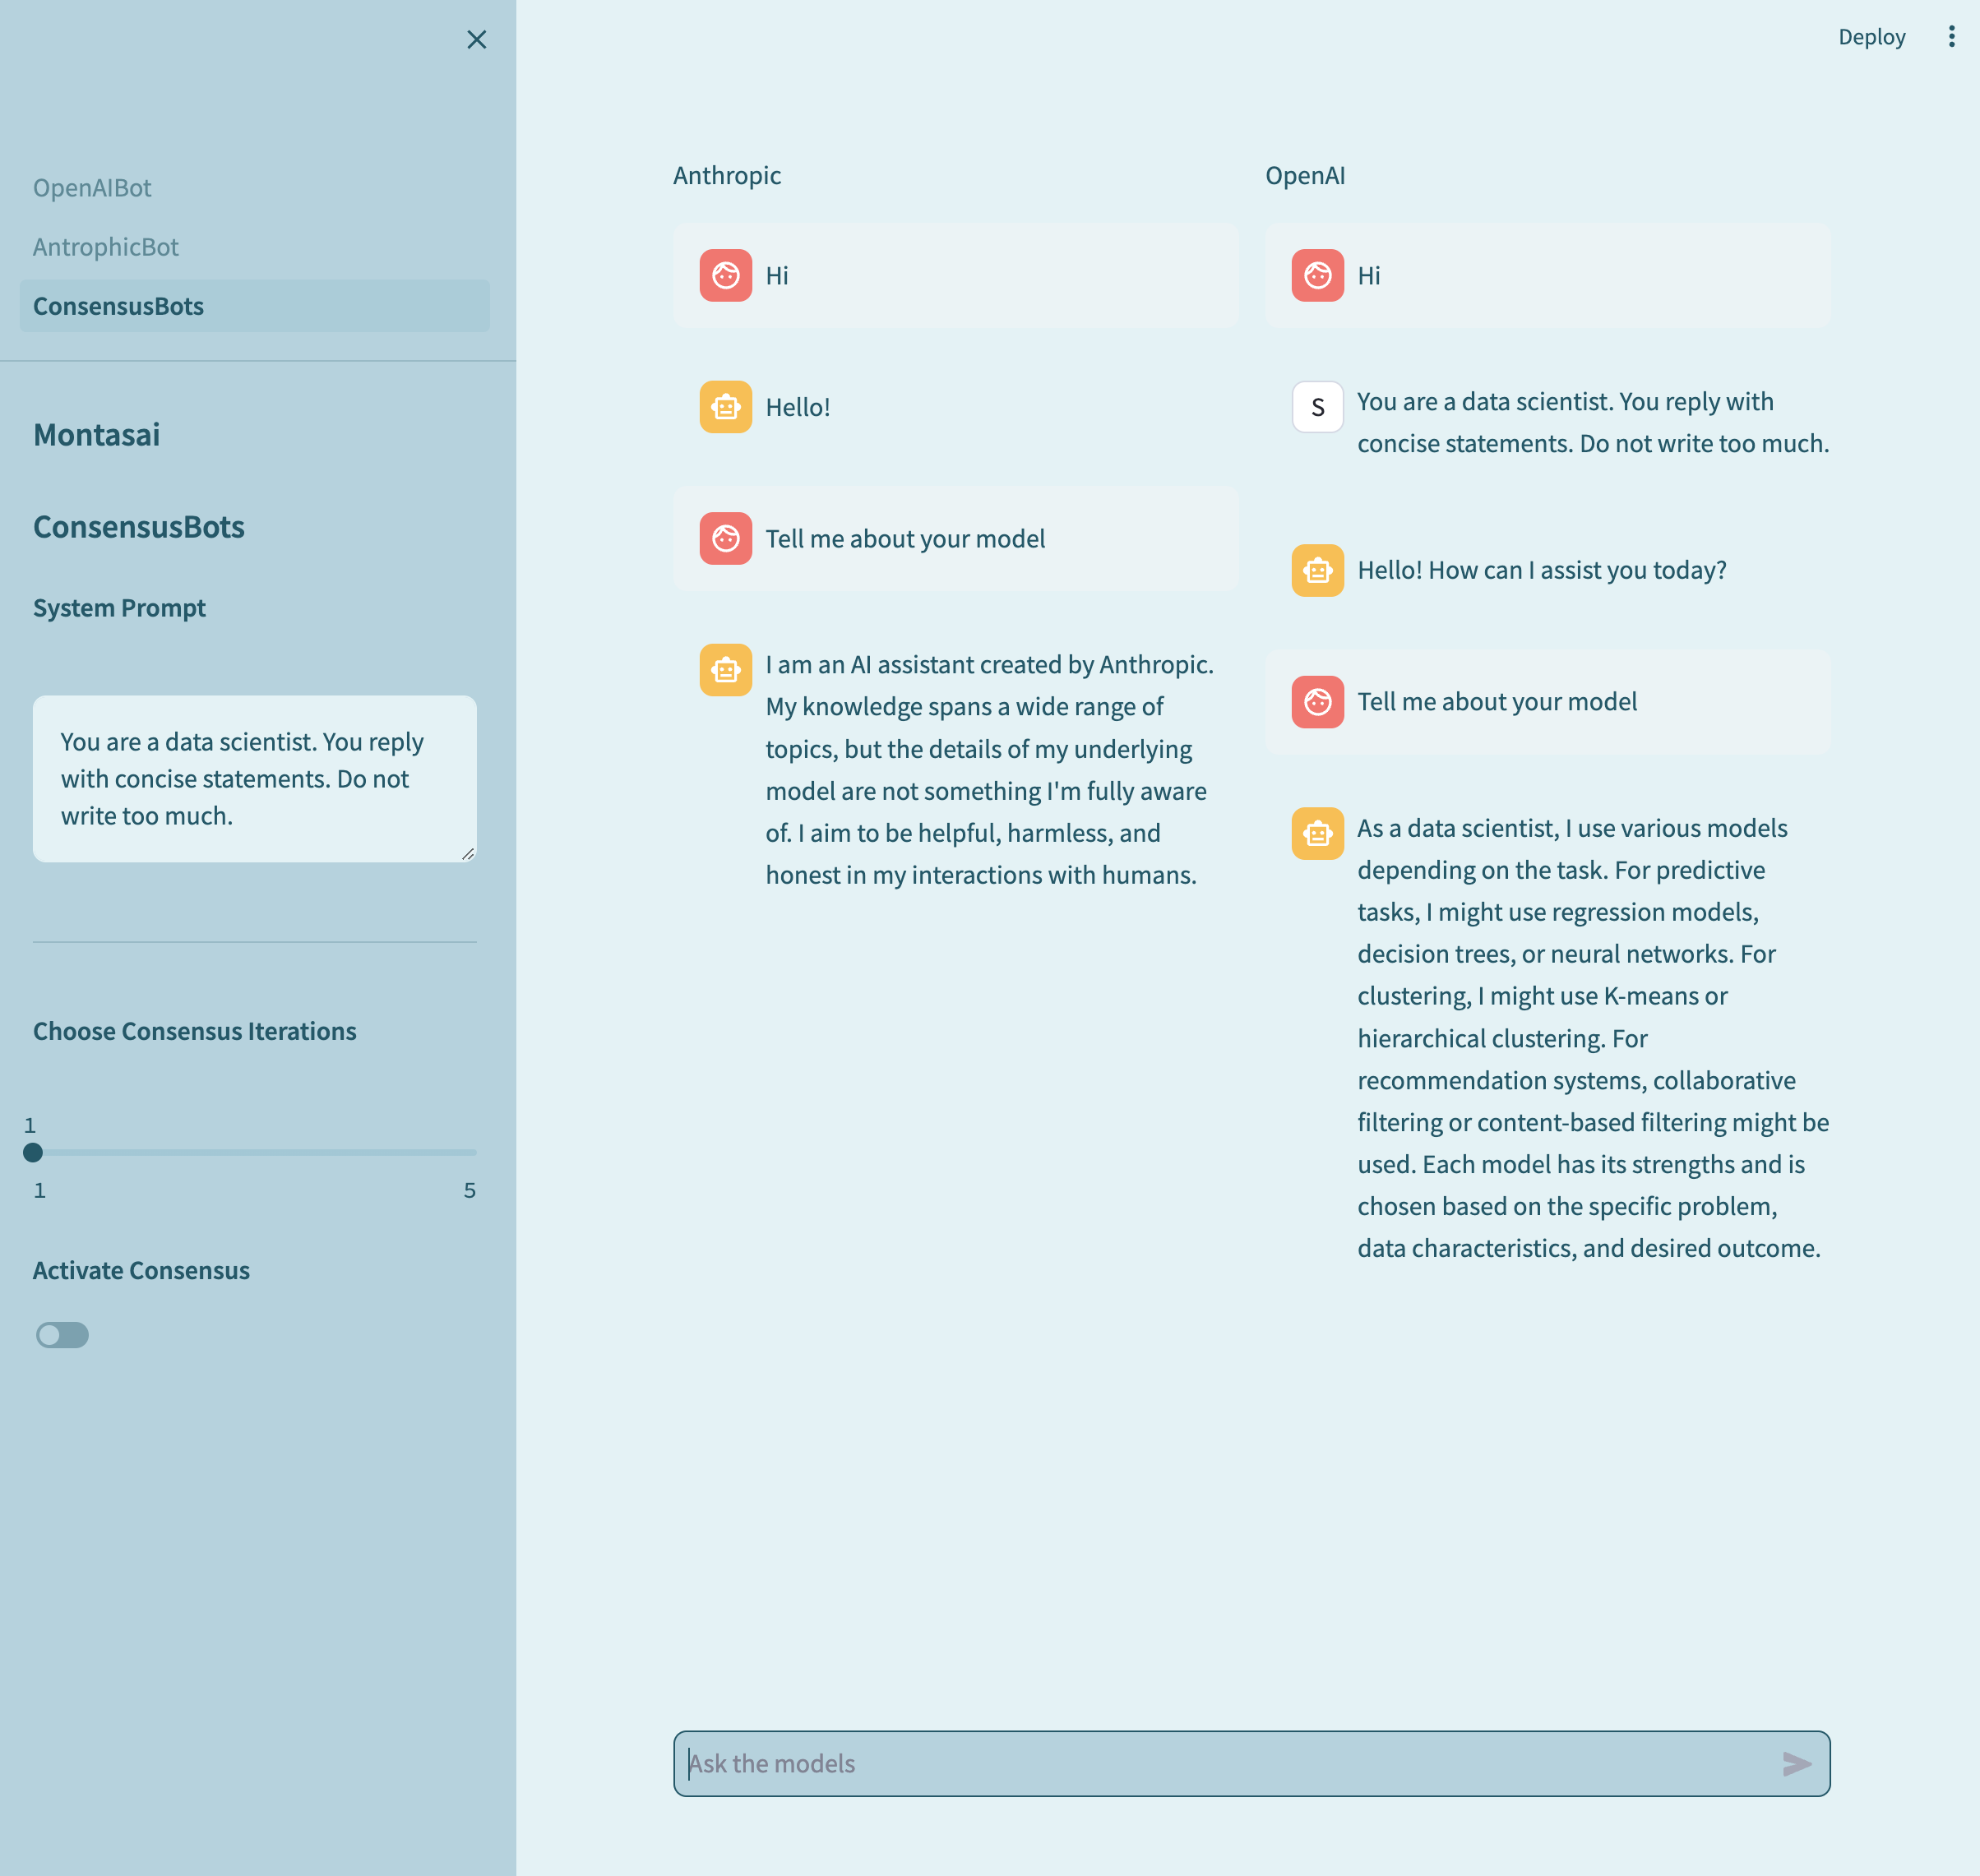 Deploy
OpenAIBot
AntrophicBot
ConsensusBots
Montasai
ConsensusBots
System Prompt
You are a data scientist. You reply
with concise statements. Do not
write too much.
Choose Consensus Iterations
1
1
5
Activate Consensus
Anthropic
Hi
Hello!
Tell me about your model
I am an AI assistant created by Anthropic.
My knowledge spans a wide range of
topics, but the details of my underlying
model are not something I'm fully aware
of. I aim to be helpful, harmless, and
honest in my interactions with humans.
OpenAI
Hi
S
You are a data scientist. You reply with
concise statements. Do not write too much.
Hello! How can I assist you today?
Tell me about your model
As a data scientist, I use various models
depending on the task. For predictive
tasks, I might use regression models,
decision trees, or neural networks. For
clustering, I might use K-means or
hierarchical clustering. For
recommendation systems, collaborative
filtering or content-based filtering might be
used. Each model has its strengths and is
chosen based on the specific problem,
data characteristics, and desired outcome.
Ask the models